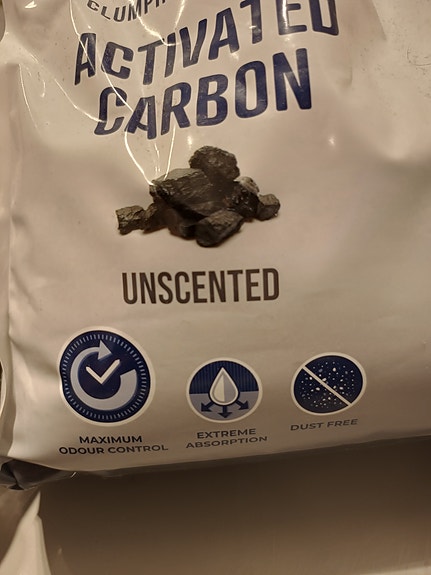 ACTIVATED
CARBON
UNSCENTED
MAXIMUM
ODOUR CONTROL
EXTREME
ABSORPTION
DUST FREE